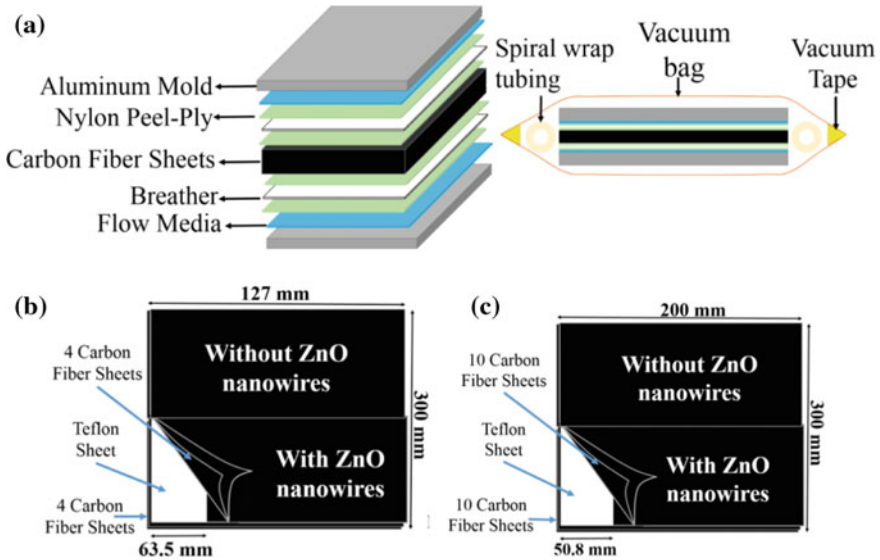 (a)
Aluminum Mold
Nylon Peel-Ply
Carbon Fiber Sheets
Breather
Flow Media
Spiral wrap
tubing
Vacuum
bag
Vacuum
Tape
(b)
127 mm
4 Carbon
Fiber Sheets
Teflon
Sheet
4 Carbon
Fiber Sheets
Without ZnO
nanowires
With ZnO
nanowires
300 mm
63.5 mm
(c)
200 mm
10 Carbon
Fiber Sheets
Teflon
Sheet
10 Carbon
Fiber Sheets
Without ZnO
nanowires
With ZnO
nanowires
300 mm
50.8 mm